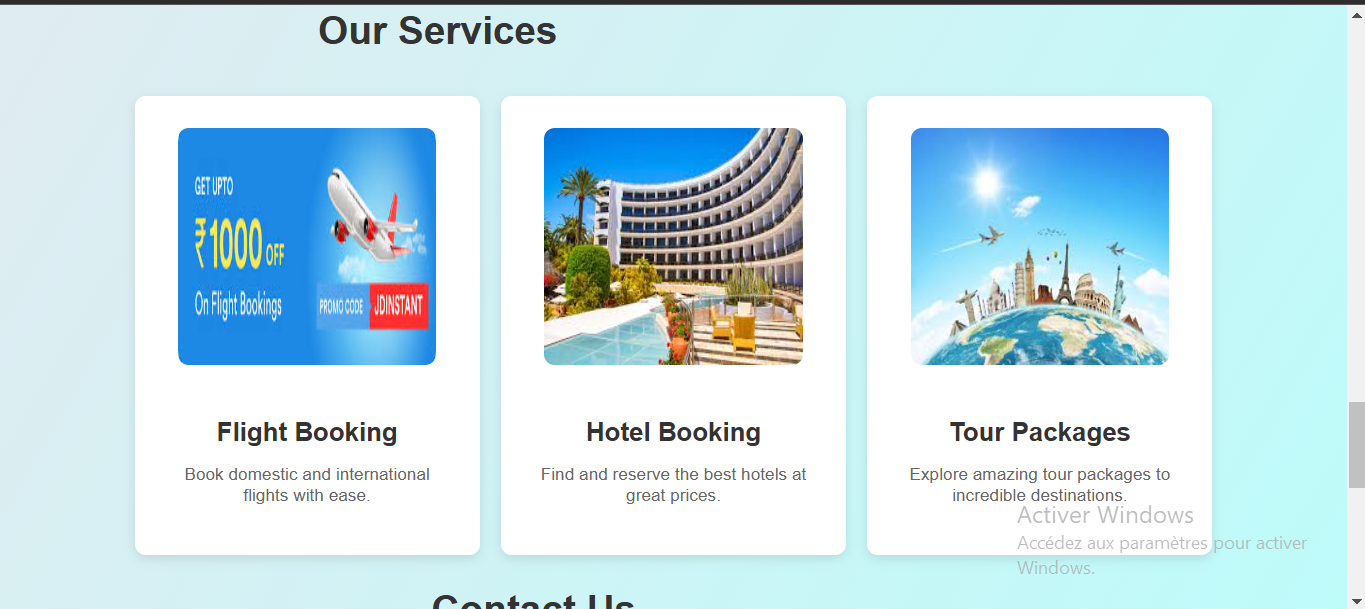 Our Services
GET UPTO
₹1000 OFF
On Flight Bookings
PROMO CODE JDINSTANT
Flight Booking
Book domestic and international
flights with ease.
Hotel Booking
Find and reserve the best hotels at
great prices.
Tour Packages
Explore amazing tour packages to
incredible destinations.
Activer Windows
Accédez aux paramètres pour activer
Windows.
Contact Us